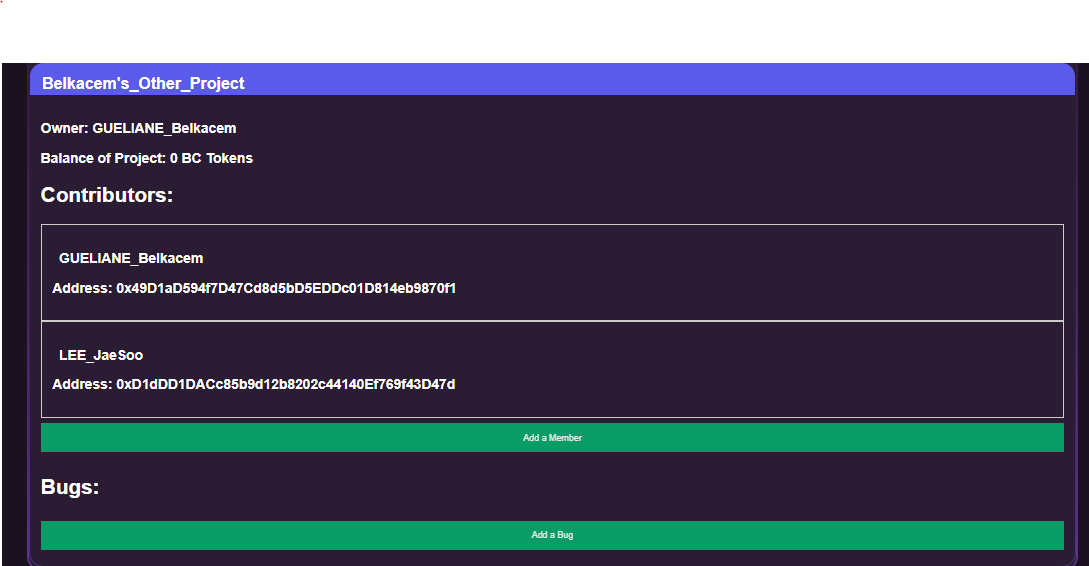 Belkacem's_Other_Project
Owner: GUELIANE_Belkacem
Balance of Project: 0 BC Tokens
Contributors:
GUELIANE_Belkacem
Address: 0x49D1aD594f7D47Cd8d5bD5EDDc01D814eb9870f1
LEE_JaeSoo
Address: 0xD1dDD1DACc85b9d12b8202c44140Ef769f43D47d
Add a Member
Bugs:
Add a Bug